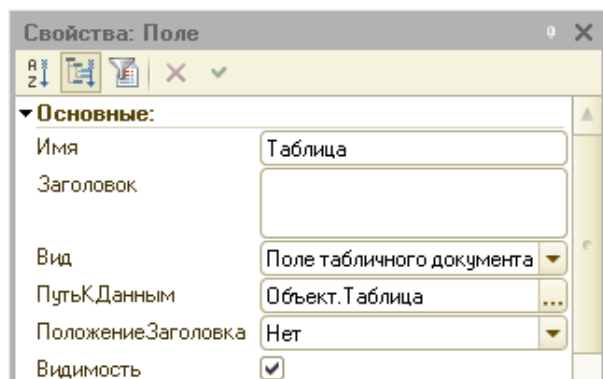 Свойства: Поле
Основные:
Имя Таблица
Заголовок
Вид Поле табличного документа
ПутьКДанным Объект.Таблица ...
ПоложениеЗаголовка Нет
Видимость